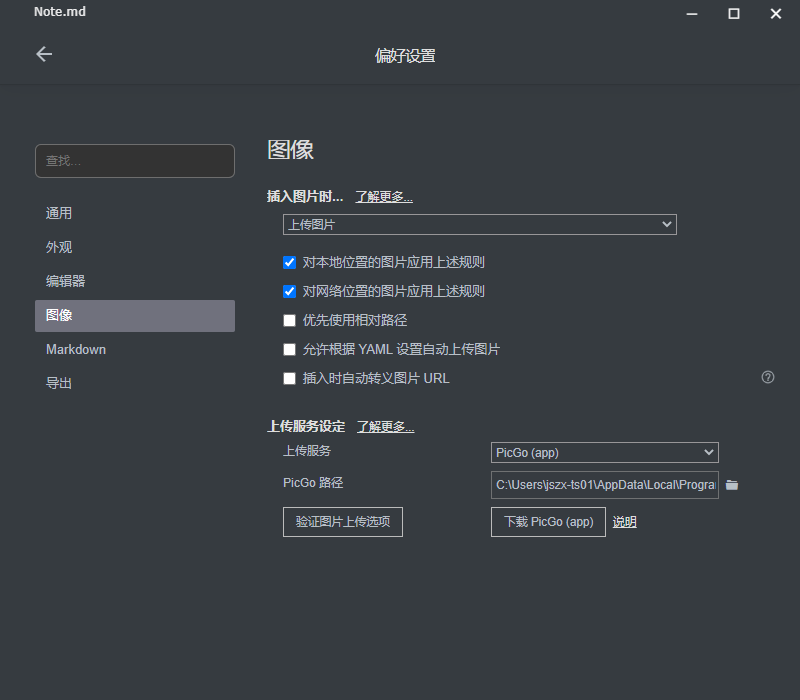 Note.md
偏好设置
查找...
通用
外观
编辑器
图像
Markdown
导出
图像
插入图片时... 了解更多...
上传图片
对本地位置的图片应用上述规则
对网络位置的图片应用上述规则
优先使用相对路径
允许根据 YAML 设置自动上传图片
插入时自动转义图片 URL
上传服务设定 了解更多...
上传服务 PicGo (app)
PicGo 路径 C:\Users\jszx-ts01\AppData\Local\Progra
验证图片上传选项 下载 PicGo (app) 说明